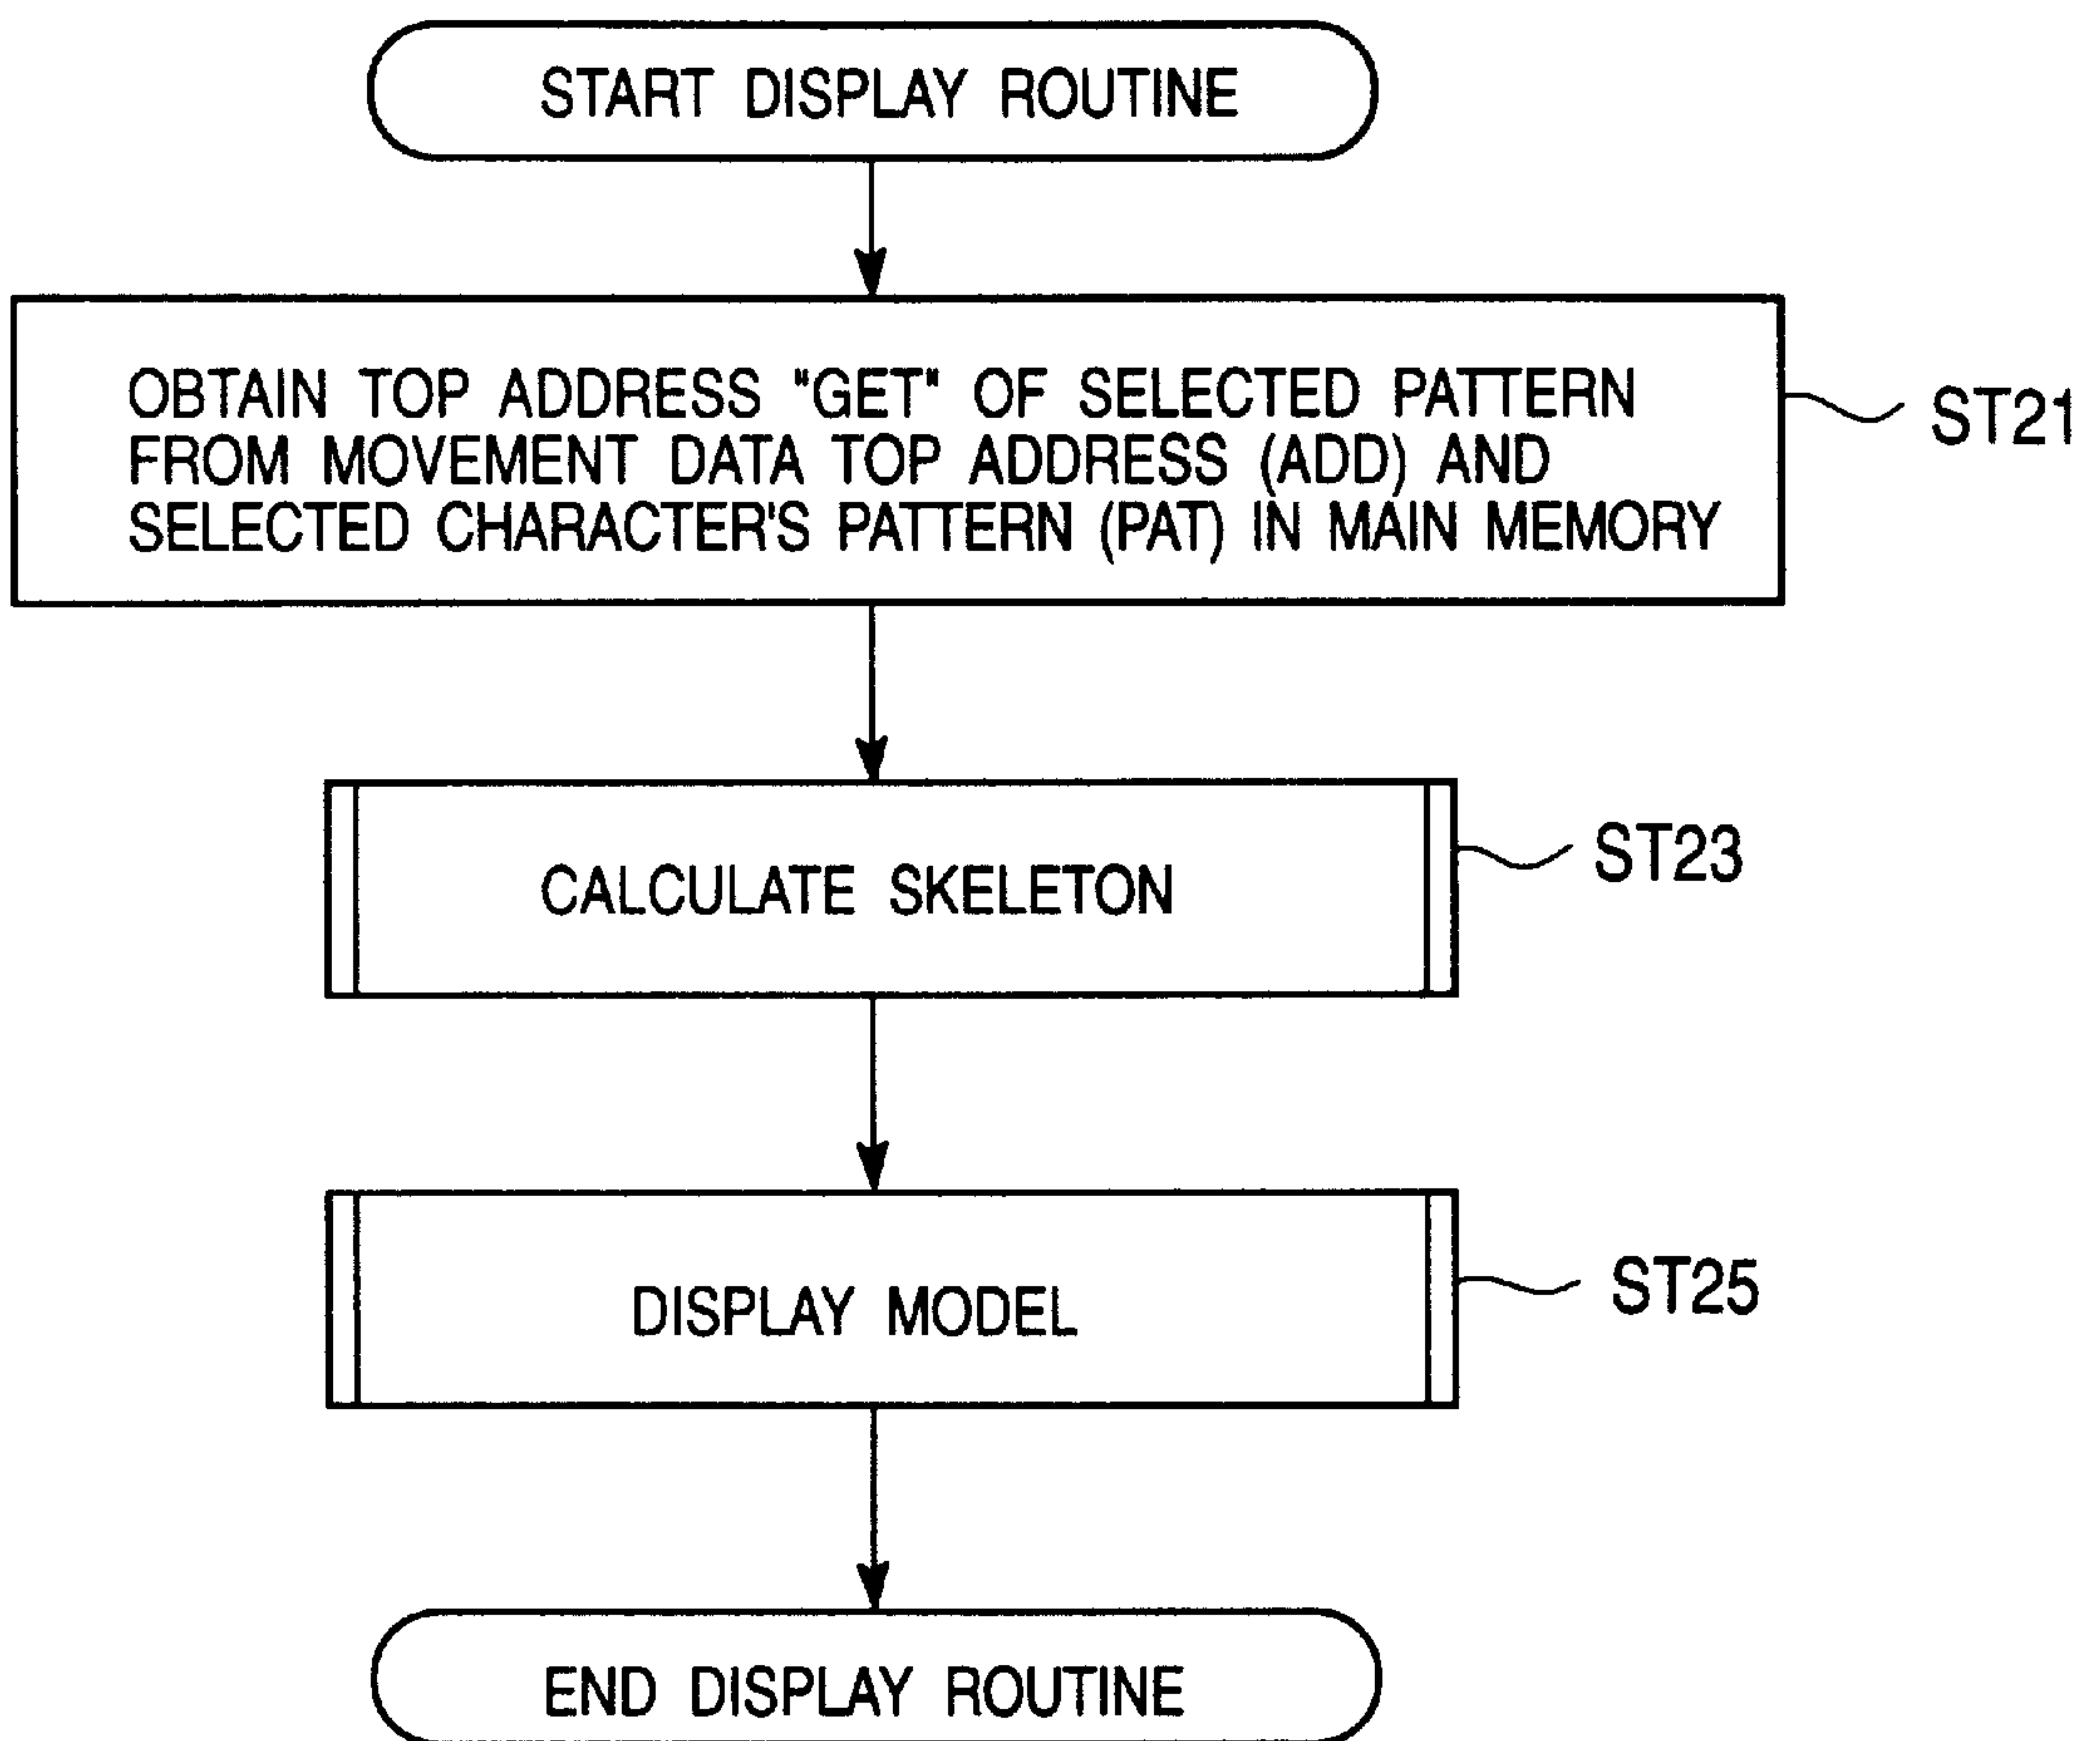 START DISPLAY ROUTINE
OBTAIN TOP ADDRESS "GET" OF SELECTED PATTERN
FROM MOVEMENT DATA TOP ADDRESS (ADD) AND
SELECTED CHARACTER'S PATTERN (PAT) IN MAIN MEMORY
ST21
CALCULATE SKELETON
ST23
DISPLAY MODEL
ST25
END DISPLAY ROUTINE